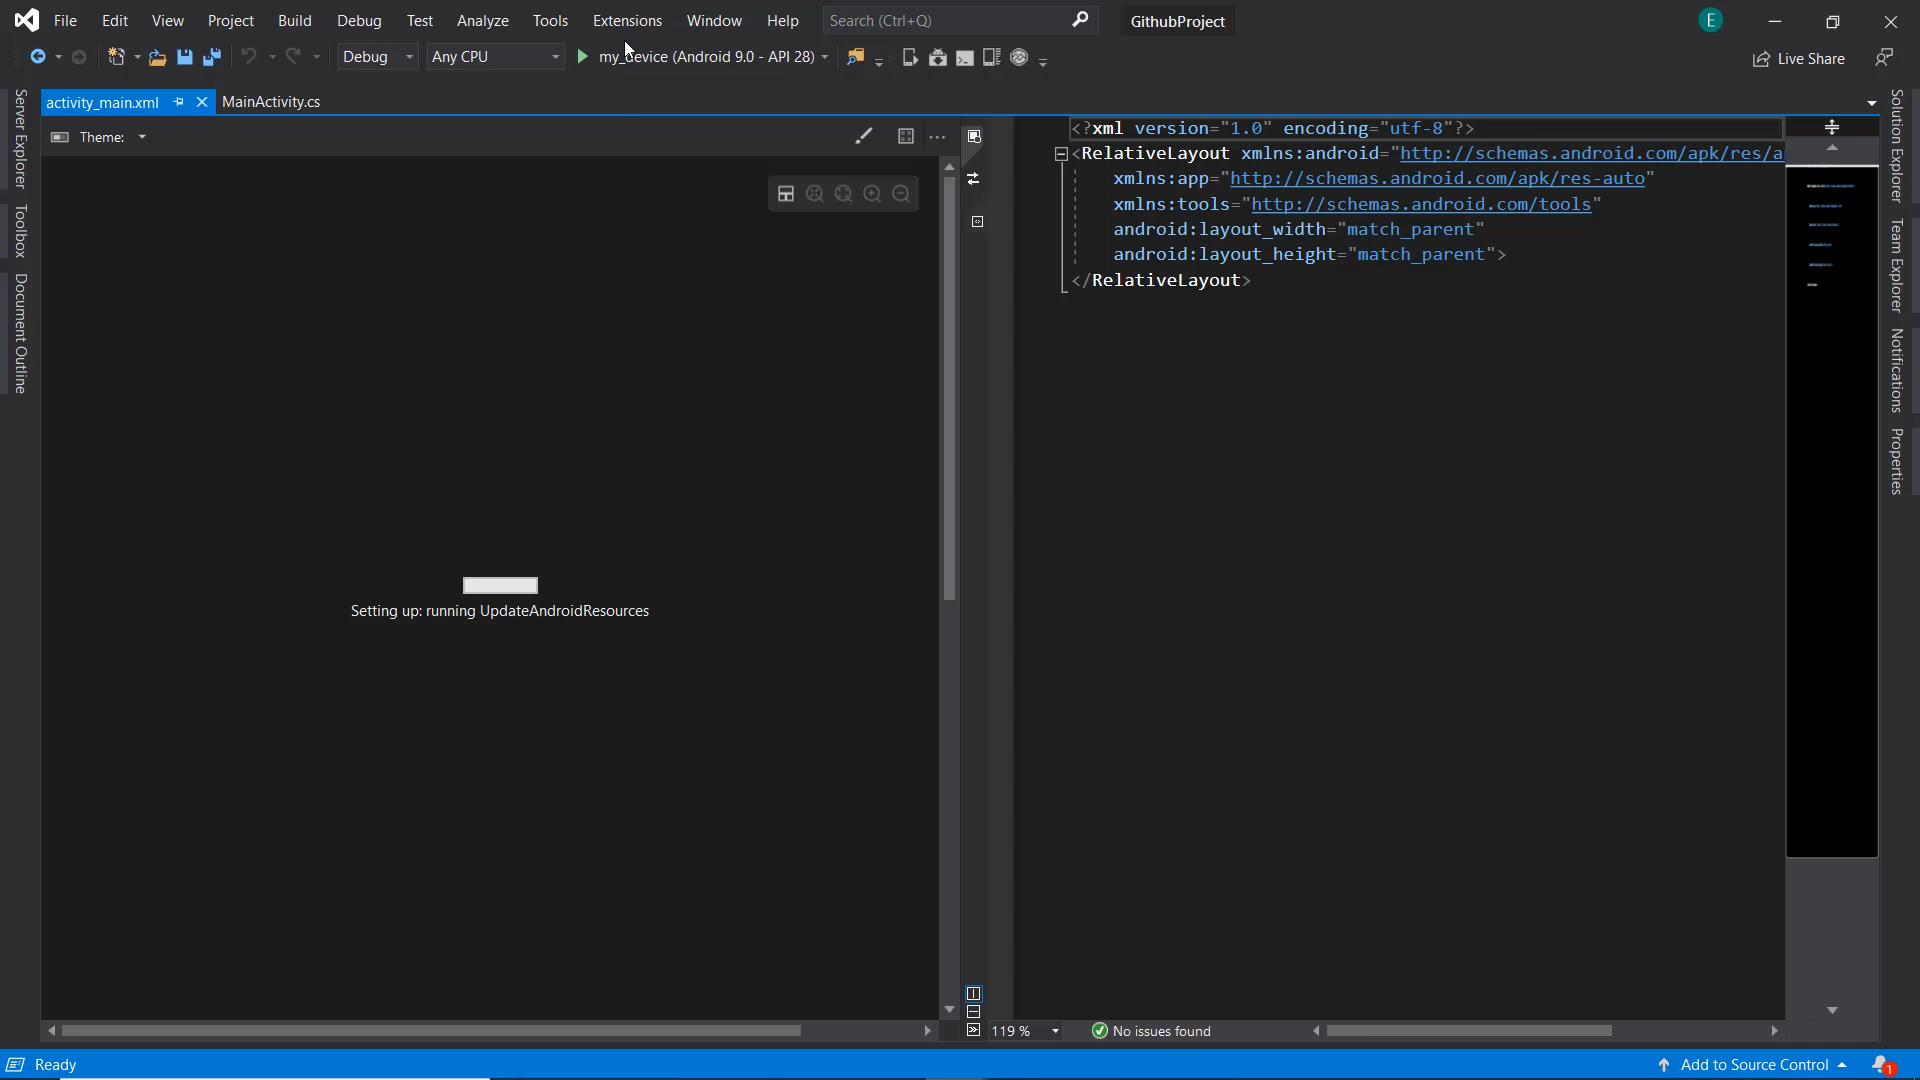 File Edit View Project Build Debug Test Analyze Tools Extensions Window Help Search (Ctrl+Q) GithubProject E
Debug Any CPU my_device (Android 9.0 - API 28) Live Share
activity_main.xml MainActivity.cs
Theme:
Server Explorer
Toolbox
Document Outline
Setting up: running UpdateAndroidResources
<?xml version="1.0" encoding="utf-8"?>
<RelativeLayout xmlns:android="http://schemas.android.com/apk/res/a
xmlns:app="http://schemas.android.com/apk/res-auto"
xmlns:tools="http://schemas.android.com/tools"
android:layout_width="match_parent"
android:layout_height="match_parent">
</RelativeLayout>
Solution Explorer
Team Explorer
Notifications
Properties
119 % No issues found
Ready Add to Source Control 1